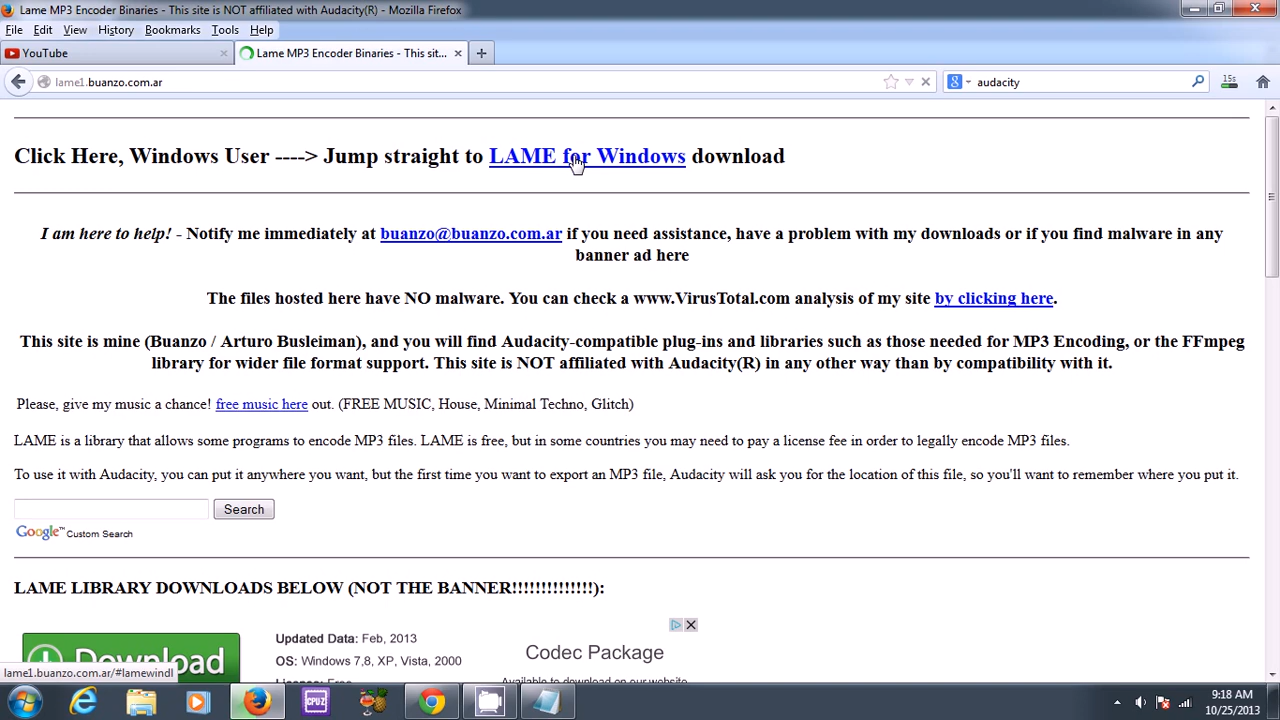 Lame MP3 Encoder Binaries - This site is NOT affiliated with Audacity(R) - Mozilla Firefox
File Edit View History Bookmarks Tools Help
YouTube
Lame MP3 Encoder Binaries - This sit...
lame1.buanzo.com.ar
audacity
15s
Click Here, Windows User ----> Jump straight to LAME for Windows download
I am here to help! - Notify me immediately at buanzo@buanzo.com.ar if you need assistance, have a problem with my downloads or if you find malware in any
banner ad here
The files hosted here have NO malware. You can check a www.VirusTotal.com analysis of my site by clicking here.
This site is mine (Buanzo / Arturo Busleiman), and you will find Audacity-compatible plug-ins and libraries such as those needed for MP3 Encoding, or the FFmpeg
library for wider file format support. This site is NOT affiliated with Audacity(R) in any other way than by compatibility with it.
Please, give my music a chance! free music here out. (FREE MUSIC, House, Minimal Techno, Glitch)
LAME is a library that allows some programs to encode MP3 files. LAME is free, but in some countries you may need to pay a license fee in order to legally encode MP3 files.
To use it with Audacity, you can put it anywhere you want, but the first time you want to export an MP3 file, Audacity will ask you for the location of this file, so you'll want to remember where you put it.
Search
Google™ Custom Search
LAME LIBRARY DOWNLOADS BELOW (NOT THE BANNER!!!!!!!!!!!!!!):
Updated Data: Feb, 2013
Download
Codec Package
OS: Windows 7,8, XP, Vista, 2000
lame1.buanzo.com.ar/#lamewindl
CPU-Z
9:18 AM
10/25/2013